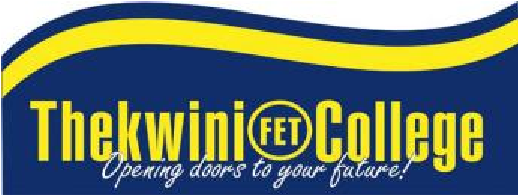 Thekwini FET College
Opening doors to your future!